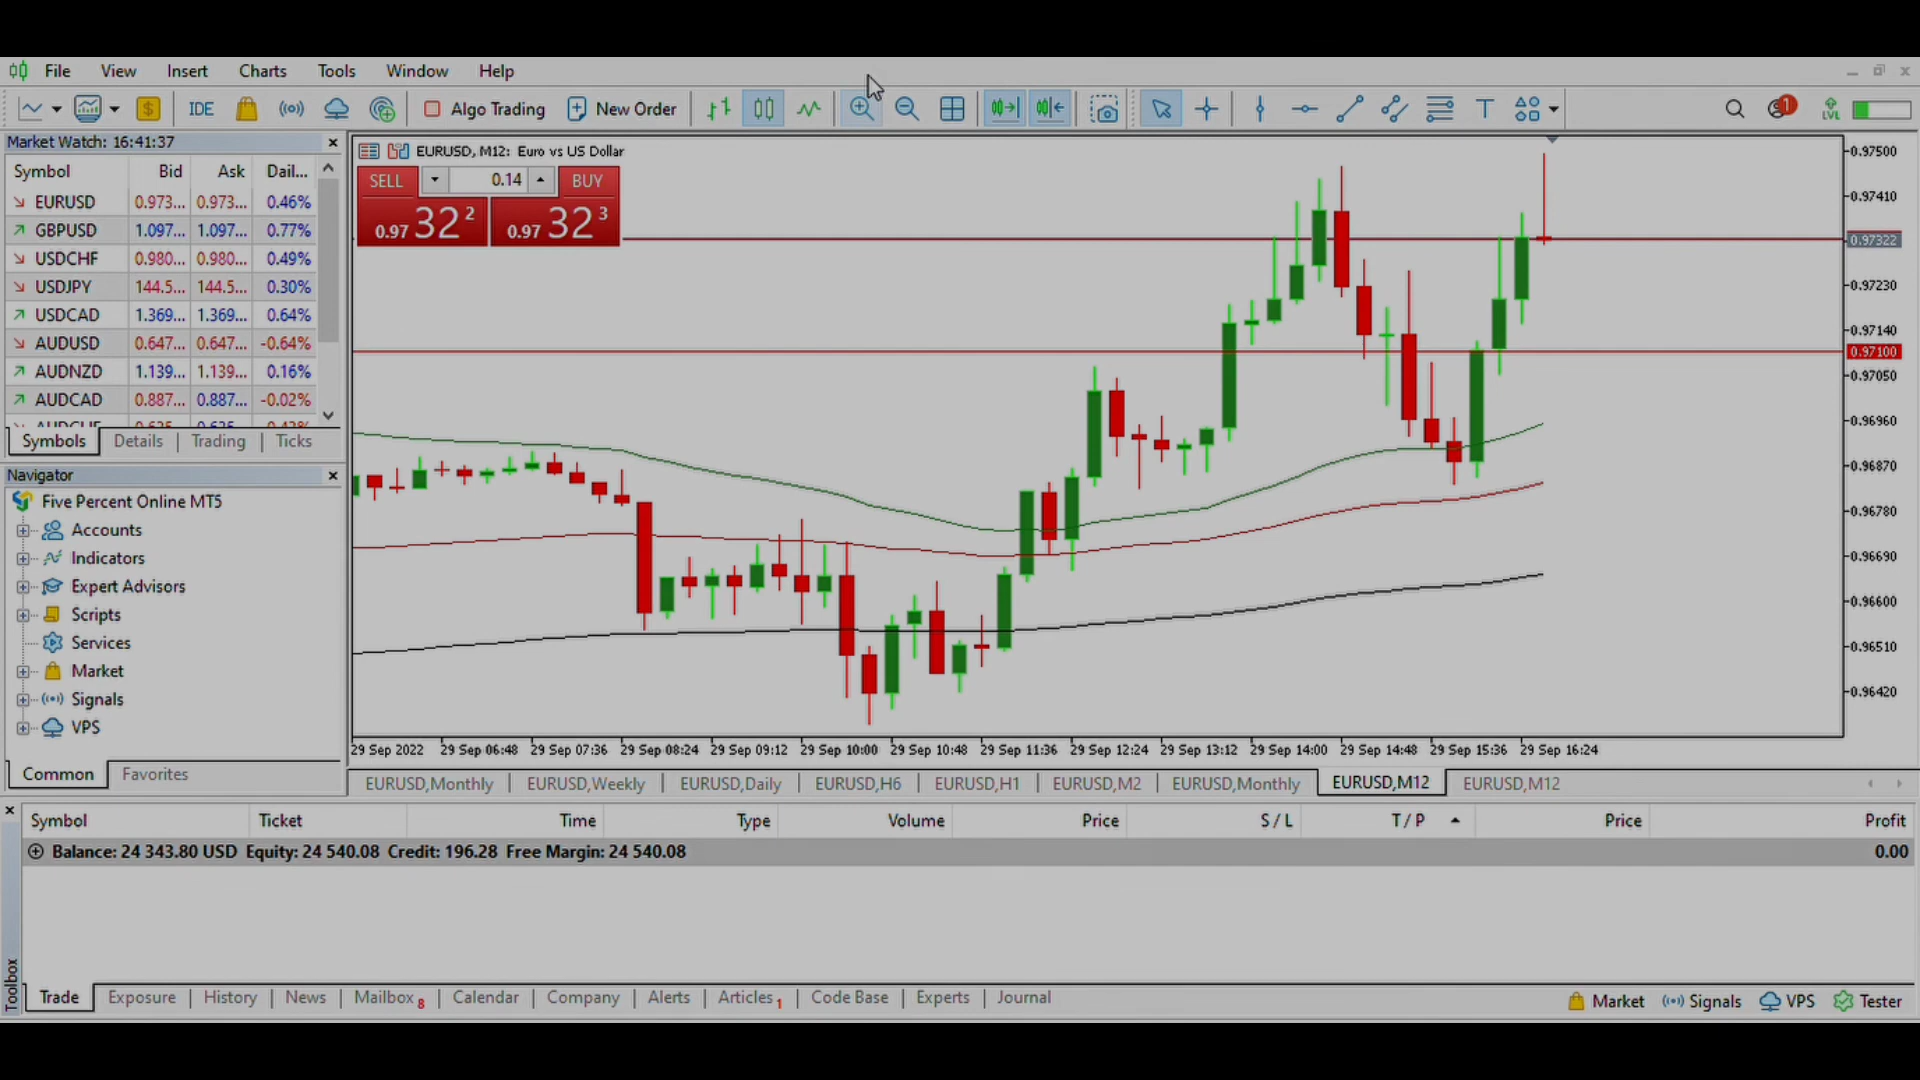 File View Insert Charts Tools Window Help
IDE Algo Trading New Order 1 LVL
Market Watch: 16:41:37
Symbol Bid Ask Dail...
EURUSD 0.973... 0.973... 0.46%
GBPUSD 1.097... 1.097... 0.77%
USDCHF 0.980... 0.980... 0.49%
USDJPY 144.5... 144.5... 0.30%
USDCAD 1.369... 1.369... 0.64%
AUDUSD 0.647... 0.647... -0.64%
AUDNZD 1.139... 1.139... 0.16%
AUDCAD 0.887... 0.887... -0.02%
Symbols Details Trading Ticks
Navigator
Five Percent Online MT5
Accounts
Indicators
Expert Advisors
Scripts
Services
Market
Signals
VPS
Common Favorites
EURUSD, M12: Euro vs US Dollar
SELL 0.14 BUY
0.97 32 2 0.97 32 3
0.97500
0.97410
0.97322
0.97230
0.97140
0.97100
0.97050
0.96960
0.96870
0.96780
0.96690
0.96600
0.96510
0.96420
29 Sep 2022 29 Sep 06:48 29 Sep 07:36 29 Sep 08:24 29 Sep 09:12 29 Sep 10:00 29 Sep 10:48 29 Sep 11:36 29 Sep 12:24 29 Sep 13:12 29 Sep 14:00 29 Sep 14:48 29 Sep 15:36 29 Sep 16:24
EURUSD,Monthly EURUSD,Weekly EURUSD,Daily EURUSD,H6 EURUSD,H1 EURUSD,M2 EURUSD,Monthly EURUSD,M12 EURUSD,M12
Symbol Ticket Time Type Volume Price S / L T / P Price Profit
Balance: 24 343.80 USD Equity: 24 540.08 Credit: 196.28 Free Margin: 24 540.08 0.00
Toolbox
Trade Exposure History News Mailbox 8 Calendar Company Alerts Articles 1 Code Base Experts Journal
Market Signals VPS Tester